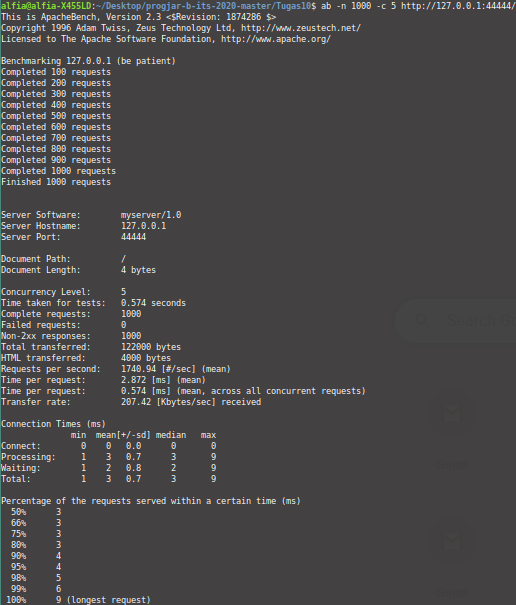 alfia@alfia-X455LD:~/Desktop/progjar-b-its-2020-master/Tugas10$ ab -n 1000 -c 5 http://127.0.0.1:44444/
This is ApacheBench, Version 2.3 <$Revision: 1874286 $>
Copyright 1996 Adam Twiss, Zeus Technology Ltd, http://www.zeustech.net/
Licensed to The Apache Software Foundation, http://www.apache.org/

Benchmarking 127.0.0.1 (be patient)
Completed 100 requests
Completed 200 requests
Completed 300 requests
Completed 400 requests
Completed 500 requests
Completed 600 requests
Completed 700 requests
Completed 800 requests
Completed 900 requests
Completed 1000 requests
Finished 1000 requests

Server Software:        myserver/1.0
Server Hostname:        127.0.0.1
Server Port:            44444

Document Path:          /
Document Length:        4 bytes

Concurrency Level:      5
Time taken for tests:   0.574 seconds
Complete requests:      1000
Failed requests:        0
Non-2xx responses:      1000
Total transferred:      122000 bytes
HTML transferred:       4000 bytes
Requests per second:    1740.94 [#/sec] (mean)
Time per request:       2.872 [ms] (mean)
Time per request:       0.574 [ms] (mean, across all concurrent requests)
Transfer rate:          207.42 [Kbytes/sec] received

Connection Times (ms)
              min  mean[+/-sd] median   max
Connect:        0    0   0.0      0       0
Processing:     1    3   0.7      3       9
Waiting:        1    2   0.8      2       9
Total:          1    3   0.7      3       9

Percentage of the requests served within a certain time (ms)
  50%      3
  66%      3
  75%      3
  80%      3
  90%      4
  95%      4
  98%      5
  99%      6
 100%      9 (longest request)